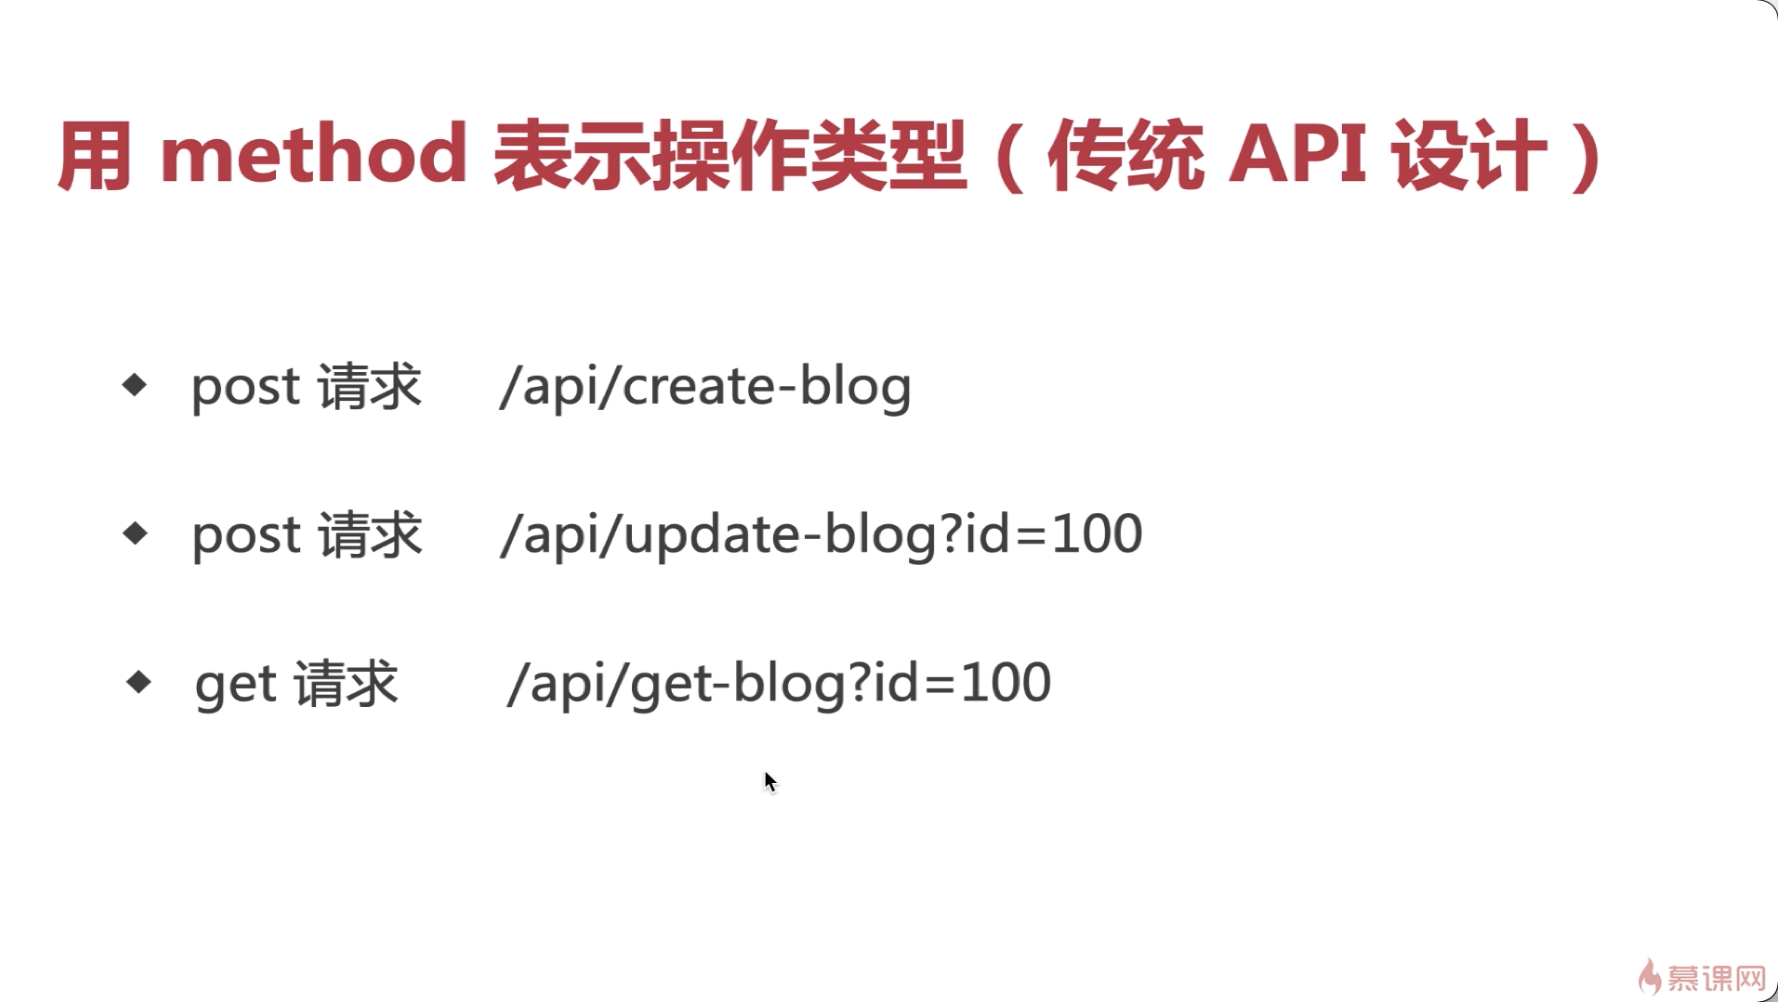 用 method 表示操作类型（传统 API 设计）
◆ post 请求 /api/create-blog
◆ post 请求 /api/update-blog?id=100
◆ get 请求 /api/get-blog?id=100
慕课网